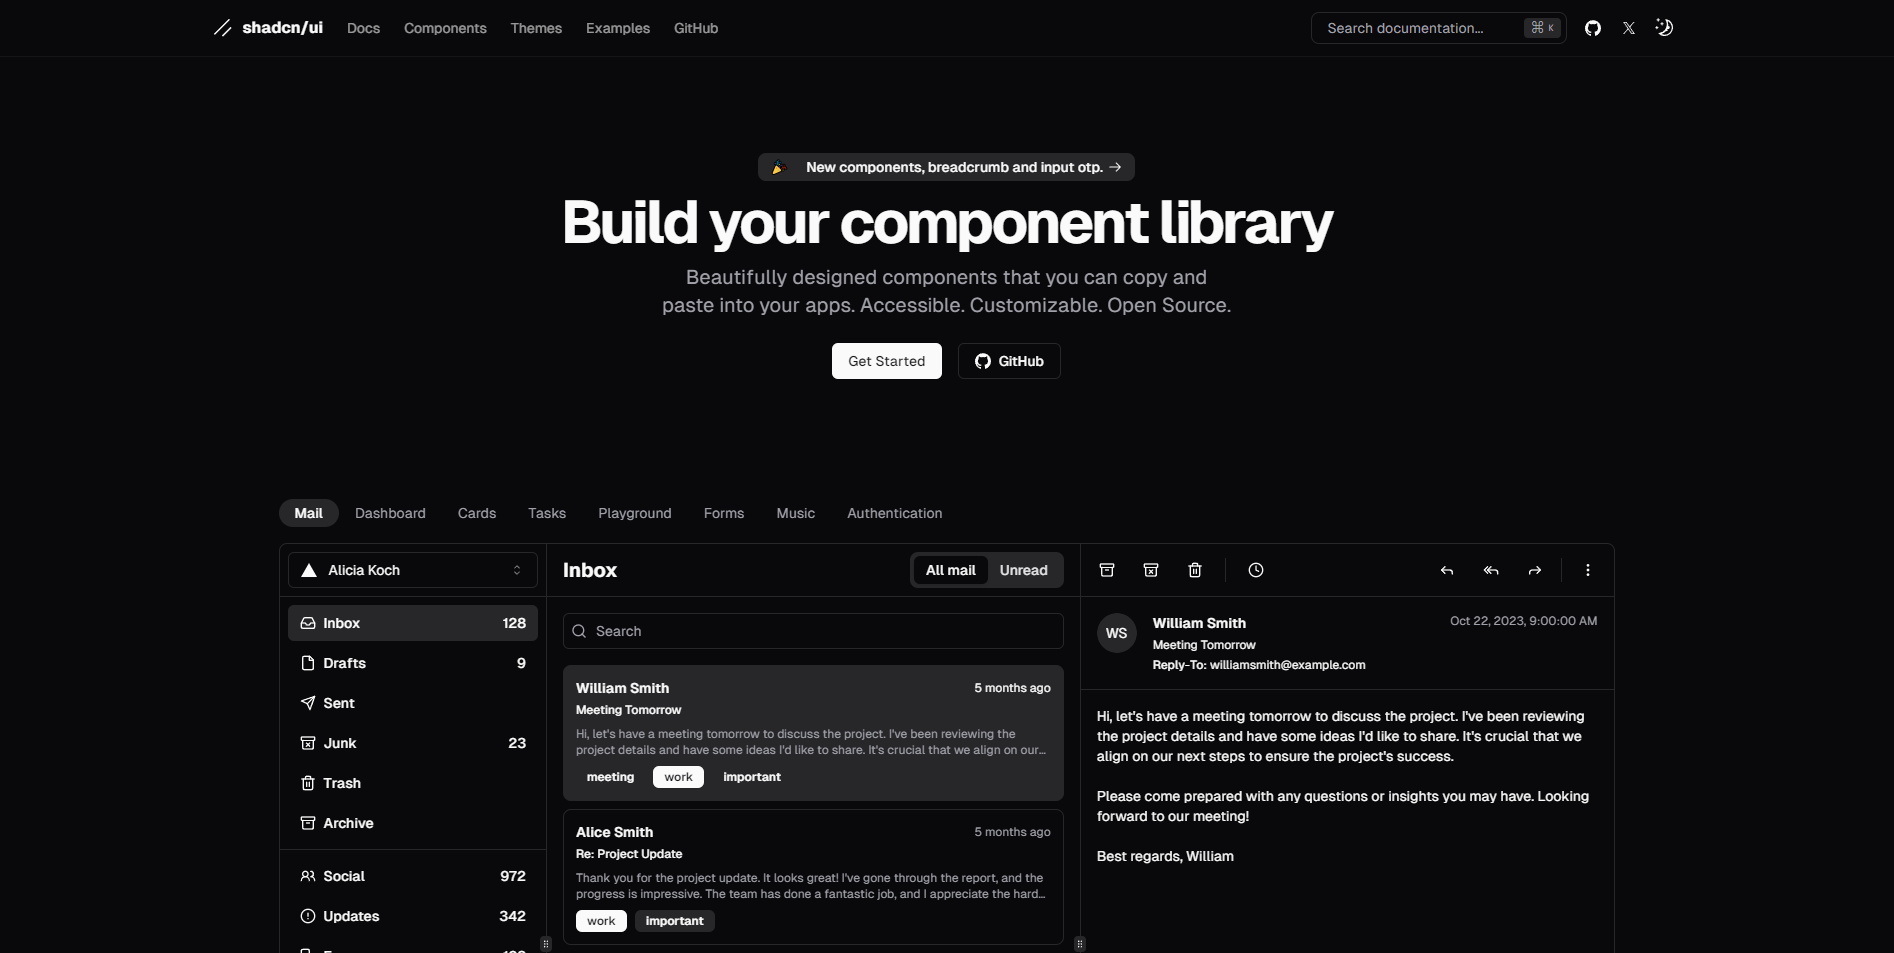 shadcn/ui Docs Components Themes Examples GitHub Search documentation... ⌘ K
New components, breadcrumb and input otp. →
Build your component library
Beautifully designed components that you can copy and
paste into your apps. Accessible. Customizable. Open Source.
Get Started GitHub
Mail Dashboard Cards Tasks Playground Forms Music Authentication
Alicia Koch
Inbox 128
Drafts 9
Sent
Junk 23
Trash
Archive
Social 972
Updates 342
Inbox All mail Unread
Search
William Smith 5 months ago
Meeting Tomorrow
Hi, let's have a meeting tomorrow to discuss the project. I've been reviewing the
project details and have some ideas I'd like to share. It's crucial that we align on our...
meeting work important
Alice Smith 5 months ago
Re: Project Update
Thank you for the project update. It looks great! I've gone through the report, and the
progress is impressive. The team has done a fantastic job, and I appreciate the hard...
work important
WS William Smith Oct 22, 2023, 9:00:00 AM
Meeting Tomorrow
Reply-To: williamsmith@example.com
Hi, let's have a meeting tomorrow to discuss the project. I've been reviewing
the project details and have some ideas I'd like to share. It's crucial that we
align on our next steps to ensure the project's success.
Please come prepared with any questions or insights you may have. Looking
forward to our meeting!
Best regards, William